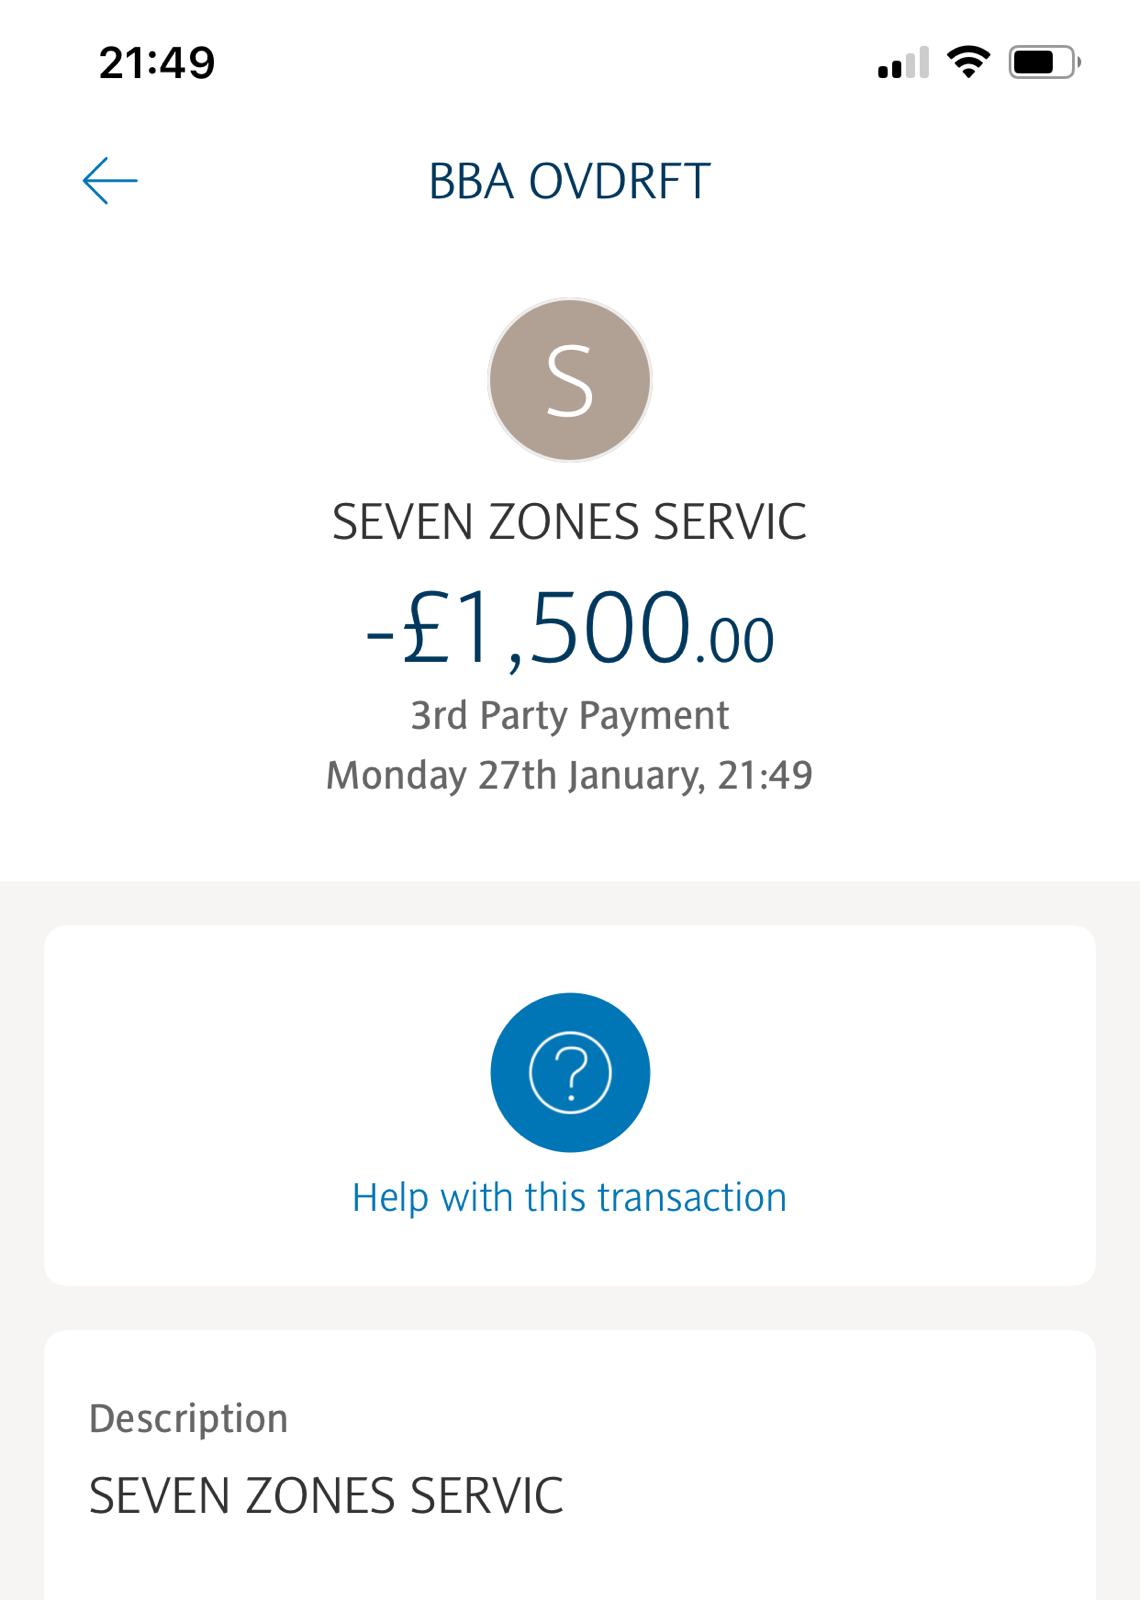 21:49
BBA OVDRFT
S
SEVEN ZONES SERVIC
-£1,500.00
3rd Party Payment
Monday 27th January, 21:49
?
Help with this transaction
Description
SEVEN ZONES SERVIC